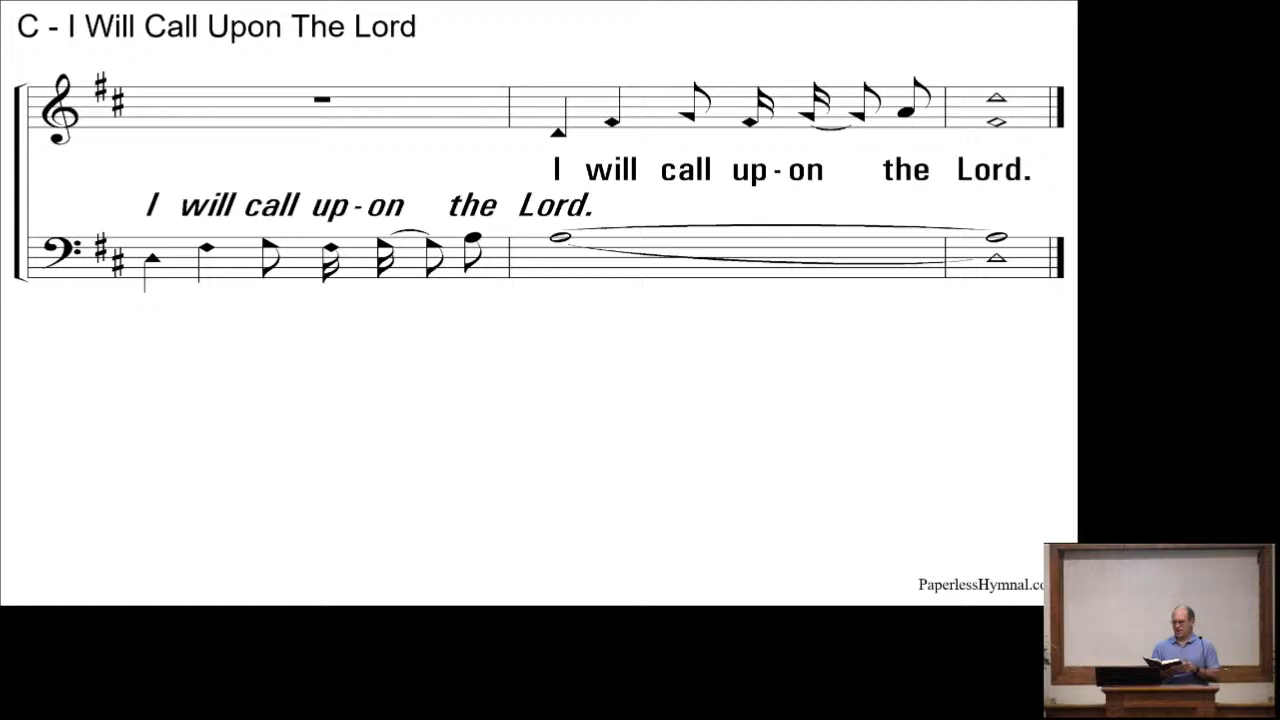 C - I Will Call Upon The Lord
I will call up - on the Lord.
I will call up - on the Lord.
PaperlessHymnal.co